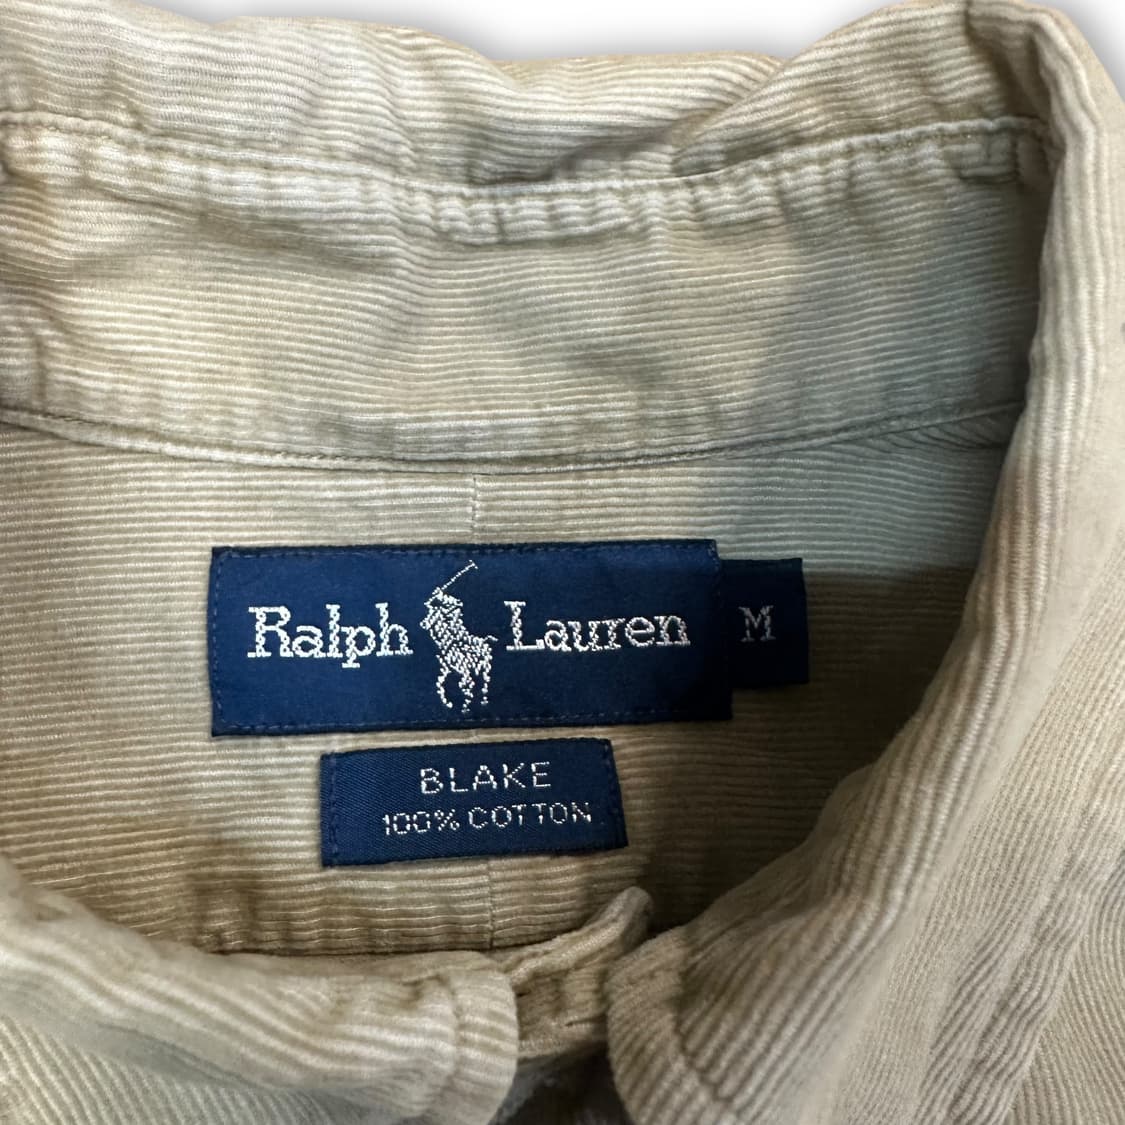 Ralph Lauren M
BLAKE
100% COTTON